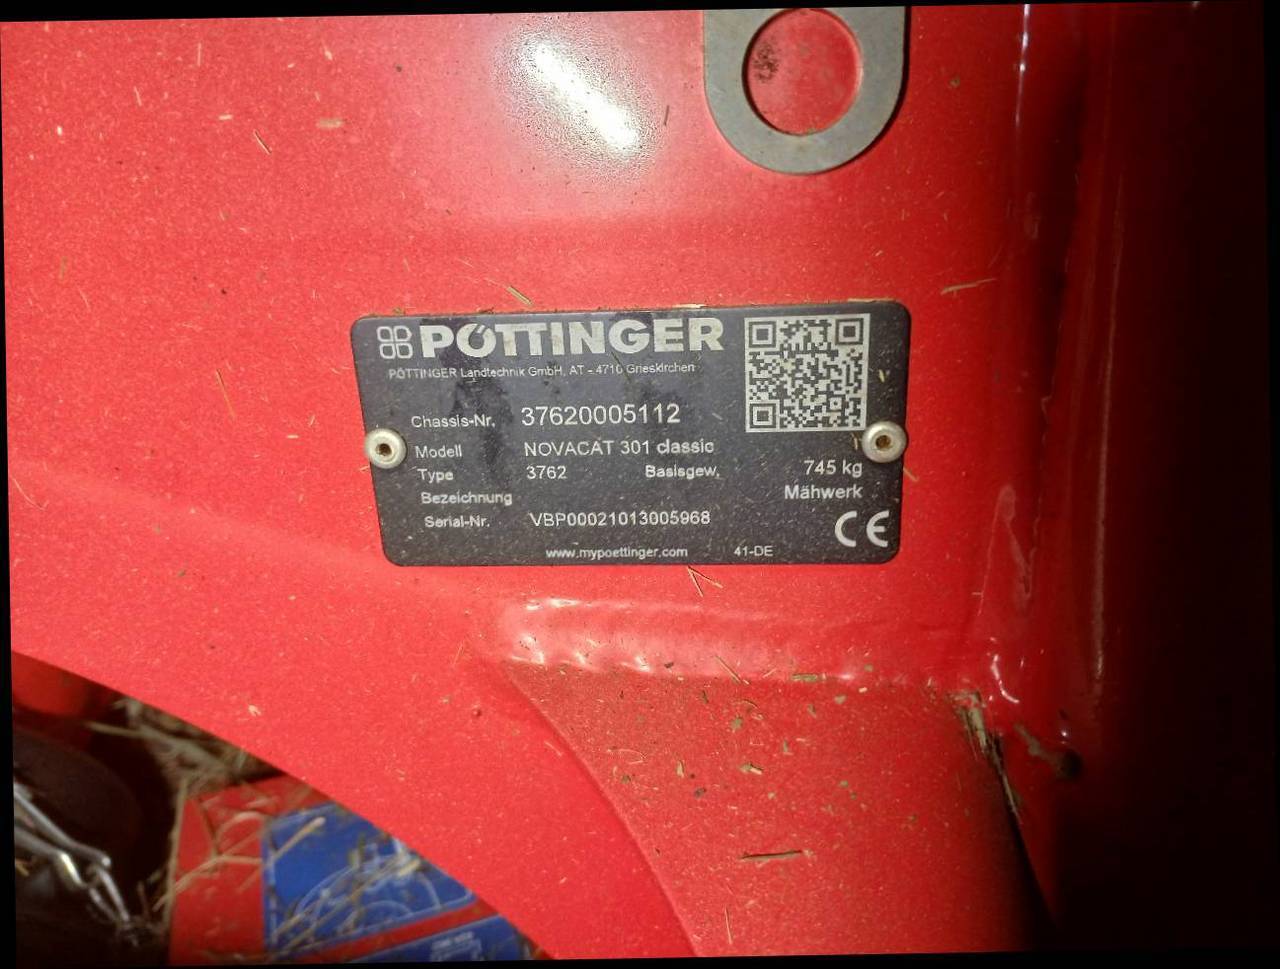 PÖTTINGER
PÖTTINGER Landtechnik GmbH, AT - 4710 Grieskirchen
Chassis-Nr. 37620005112
Modell NOVACAT 301 classic
Type 3762 Basisgew. 745 kg
Bezeichnung Mähwerk
Serial-Nr. VBP00021013005968
CE
www.mypoettinger.com 41-DE